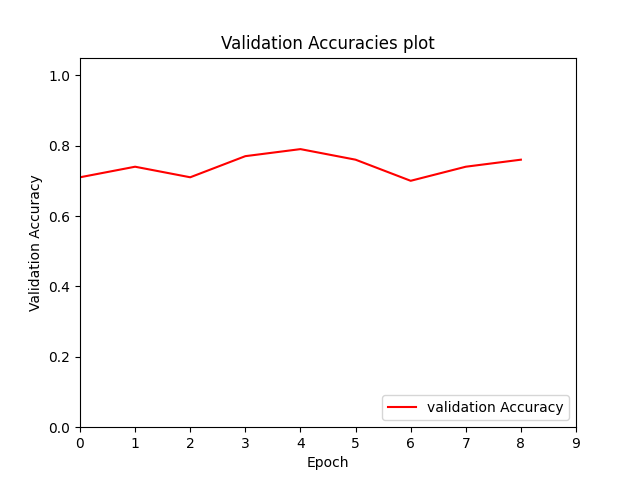 Validation Accuracies plot
1.0
0.8
0.6
0.4
0.2
0.0
Validation Accuracy
validation Accuracy
0 1 2 3 4 5 6 7 8 9
Epoch